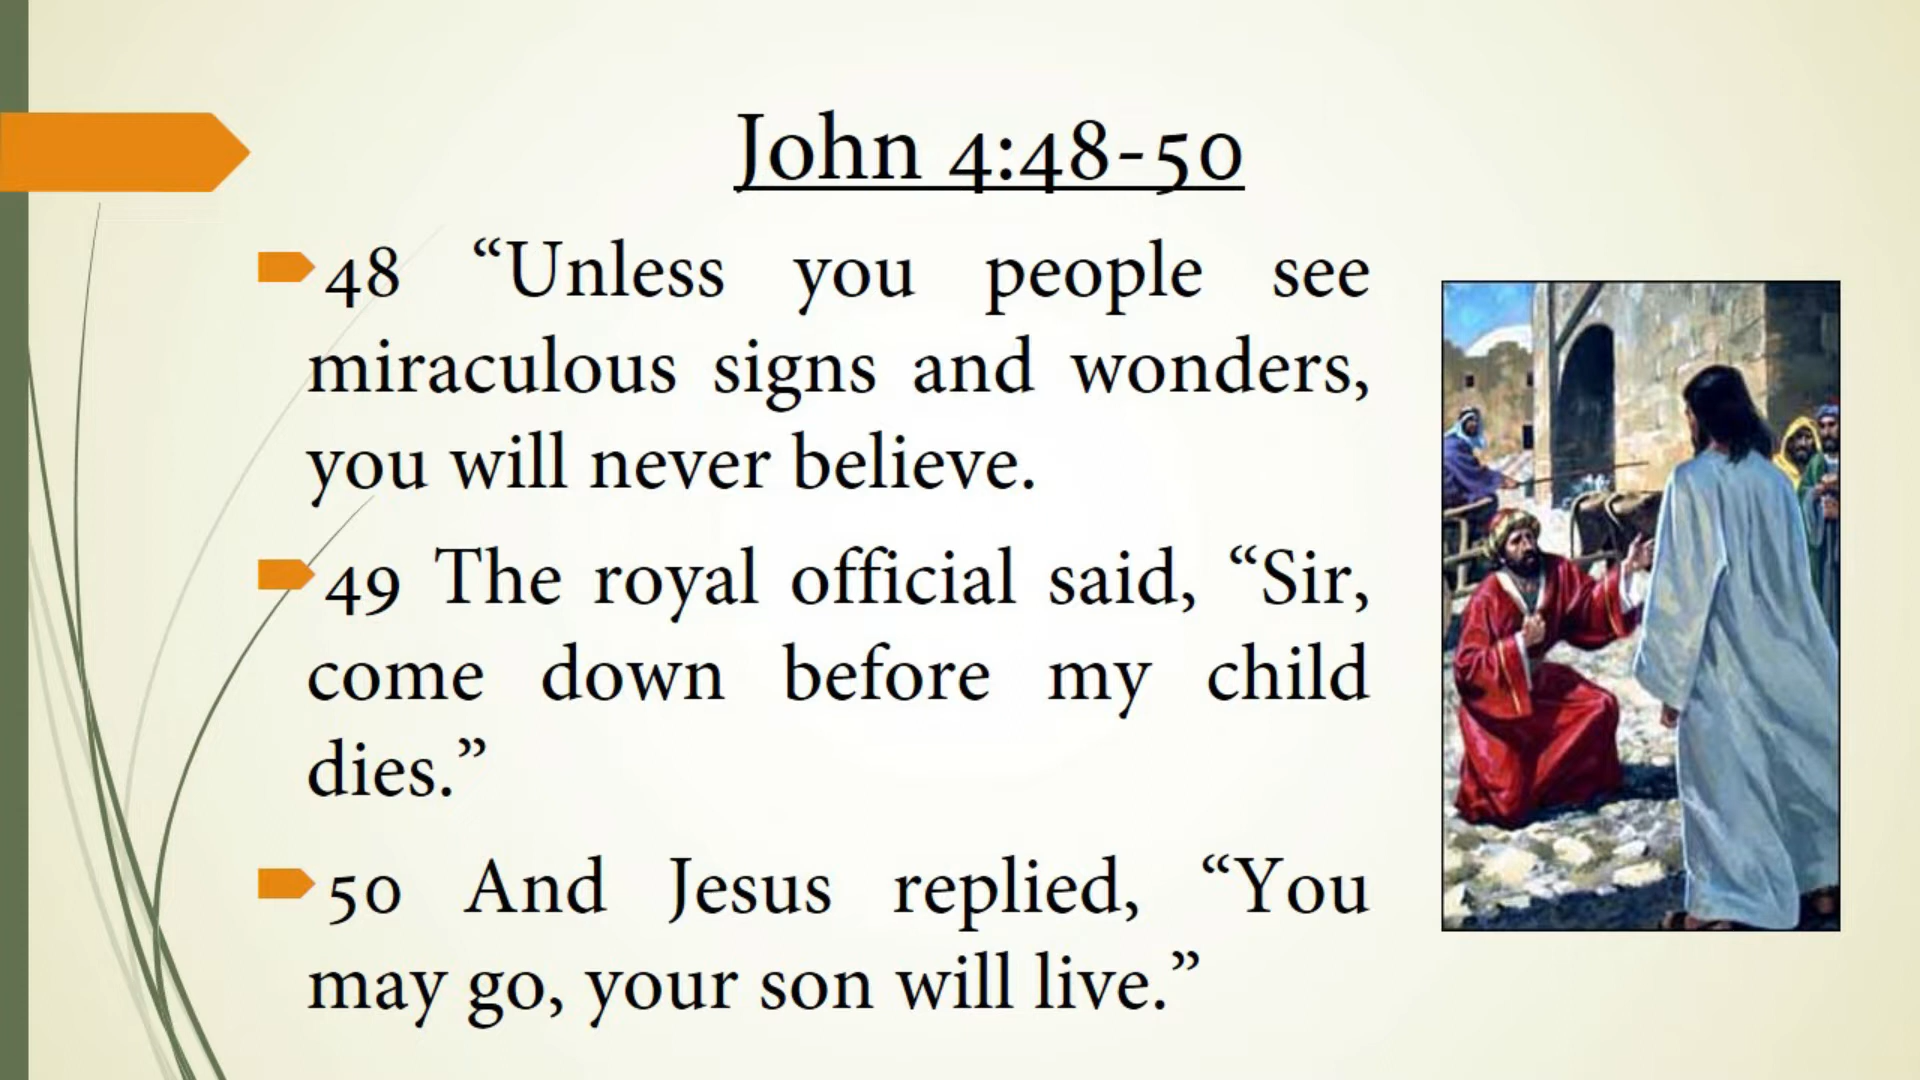 John 4:48-50
48 “Unless you people see
miraculous signs and wonders,
you will never believe.
49 The royal official said, “Sir,
come down before my child
dies.”
50 And Jesus replied, “You
may go, your son will live.”